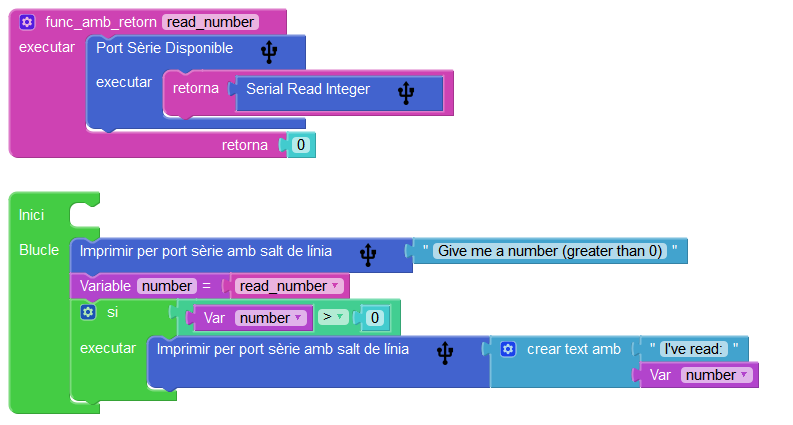 func_amb_retorn read_number
executar Port Sèrie Disponible
executar retorna Serial Read Integer
retorna 0
Inici
Blucle Imprimir per port sèrie amb salt de línia " Give me a number (greater than 0) "
Variable number = read_number
si Var number > 0
executar Imprimir per port sèrie amb salt de línia crear text amb " I've read: "
Var number